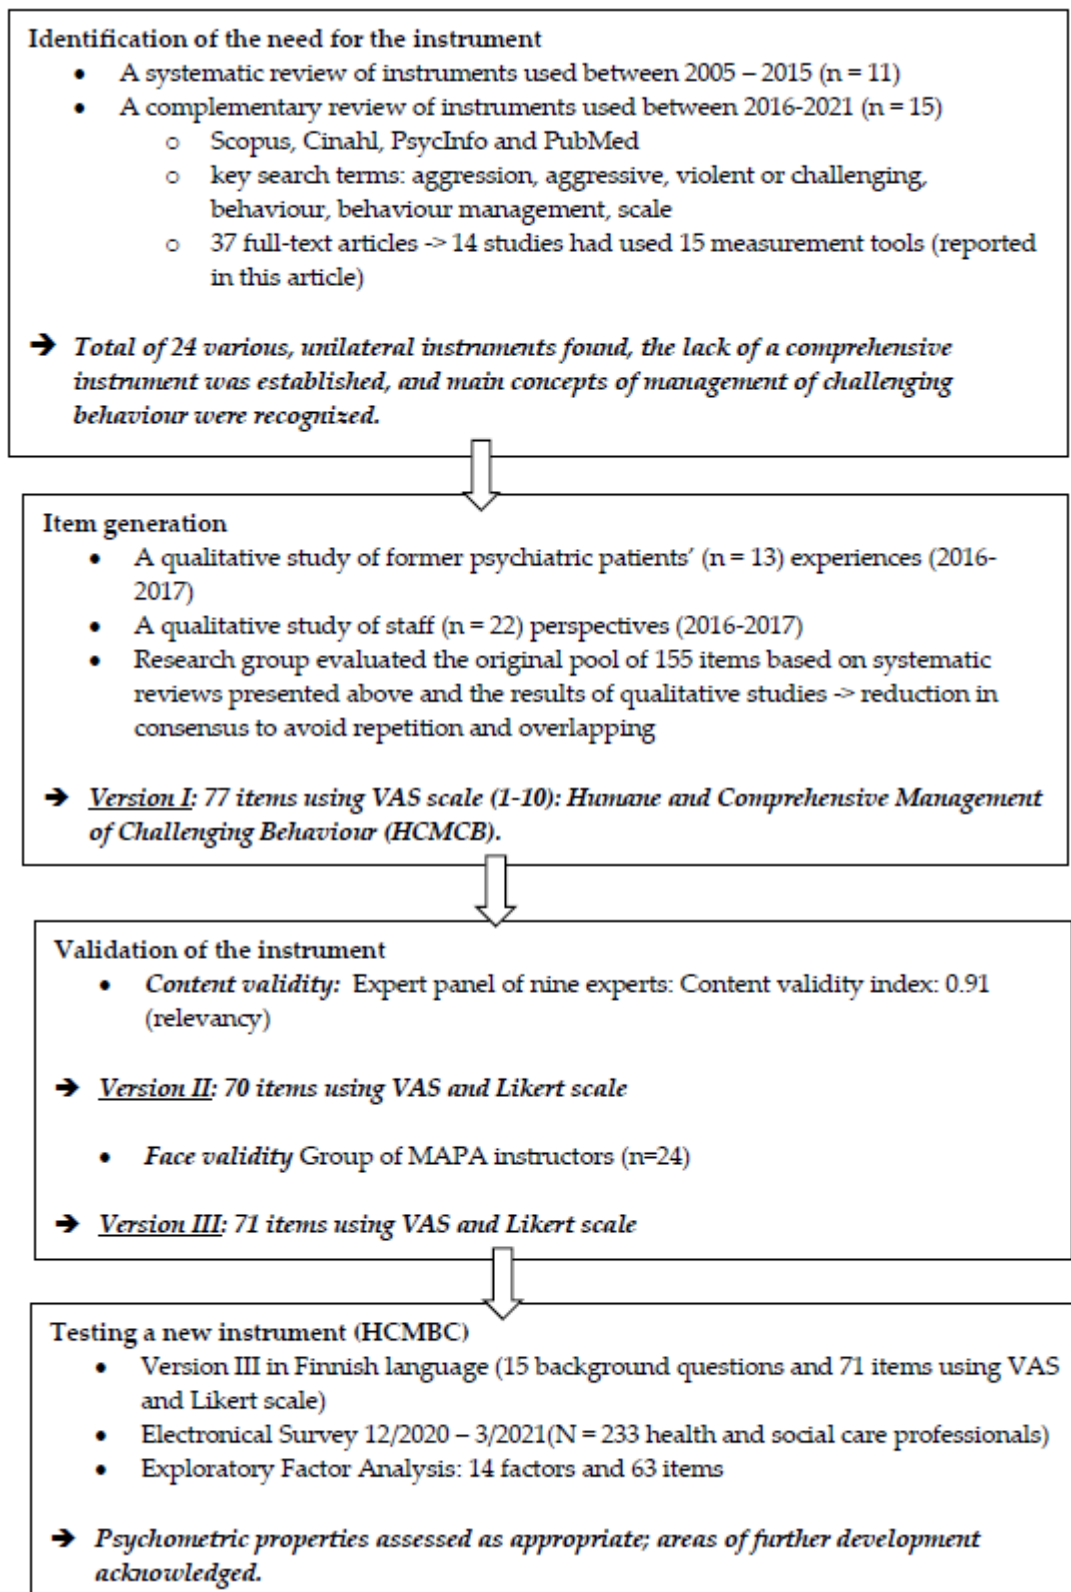 Identification of the need for the instrument
• A systematic review of instruments used between 2005 – 2015 (n = 11)
• A complementary review of instruments used between 2016-2021 (n = 15)
o Scopus, Cinahl, PsycInfo and PubMed
o key search terms: aggression, aggressive, violent or challenging,
behaviour, behaviour management, scale
o 37 full-text articles -> 14 studies had used 15 measurement tools (reported
in this article)
➔ Total of 24 various, unilateral instruments found, the lack of a comprehensive
instrument was established, and main concepts of management of challenging
behaviour were recognized.
Item generation
• A qualitative study of former psychiatric patients’ (n = 13) experiences (2016-
2017)
• A qualitative study of staff (n = 22) perspectives (2016-2017)
• Research group evaluated the original pool of 155 items based on systematic
reviews presented above and the results of qualitative studies -> reduction in
consensus to avoid repetition and overlapping
➔ Version I: 77 items using VAS scale (1-10): Humane and Comprehensive Management
of Challenging Behaviour (HCMCB).
Validation of the instrument
• Content validity: Expert panel of nine experts: Content validity index: 0.91
(relevancy)
➔ Version II: 70 items using VAS and Likert scale
• Face validity Group of MAPA instructors (n=24)
➔ Version III: 71 items using VAS and Likert scale
Testing a new instrument (HCMBC)
• Version III in Finnish language (15 background questions and 71 items using VAS
and Likert scale)
• Electronical Survey 12/2020 – 3/2021(N = 233 health and social care professionals)
• Exploratory Factor Analysis: 14 factors and 63 items
➔ Psychometric properties assessed as appropriate; areas of further development
acknowledged.